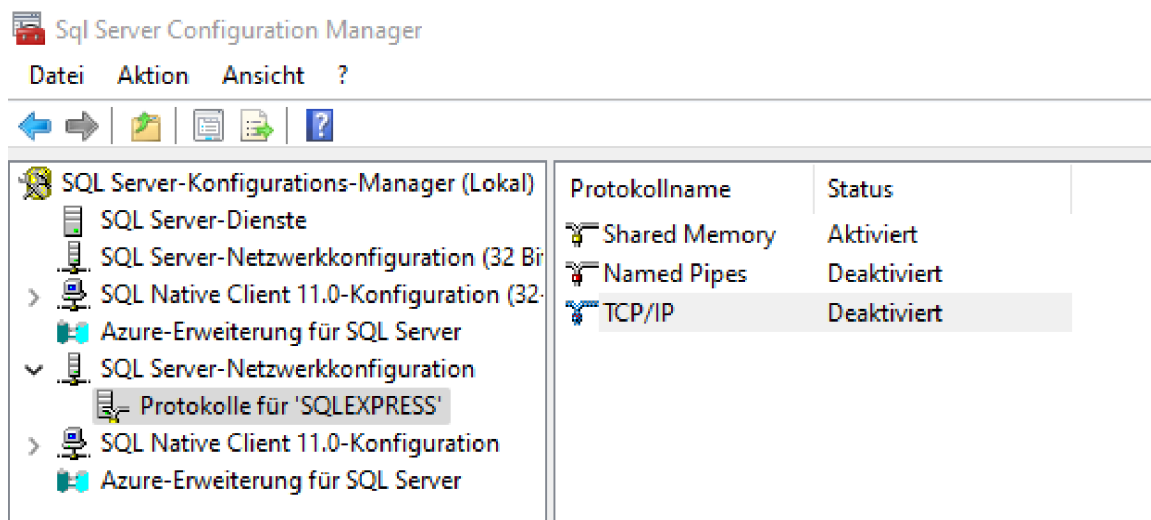 Sql Server Configuration Manager
Datei Aktion Ansicht ?
SQL Server-Konfigurations-Manager (Lokal)
SQL Server-Dienste
SQL Server-Netzwerkkonfiguration (32 Bi
SQL Native Client 11.0-Konfiguration (32-
Azure-Erweiterung für SQL Server
SQL Server-Netzwerkkonfiguration
Protokolle für 'SQLEXPRESS'
SQL Native Client 11.0-Konfiguration
Azure-Erweiterung für SQL Server
Protokollname Status
Shared Memory Aktiviert
Named Pipes Deaktiviert
TCP/IP Deaktiviert